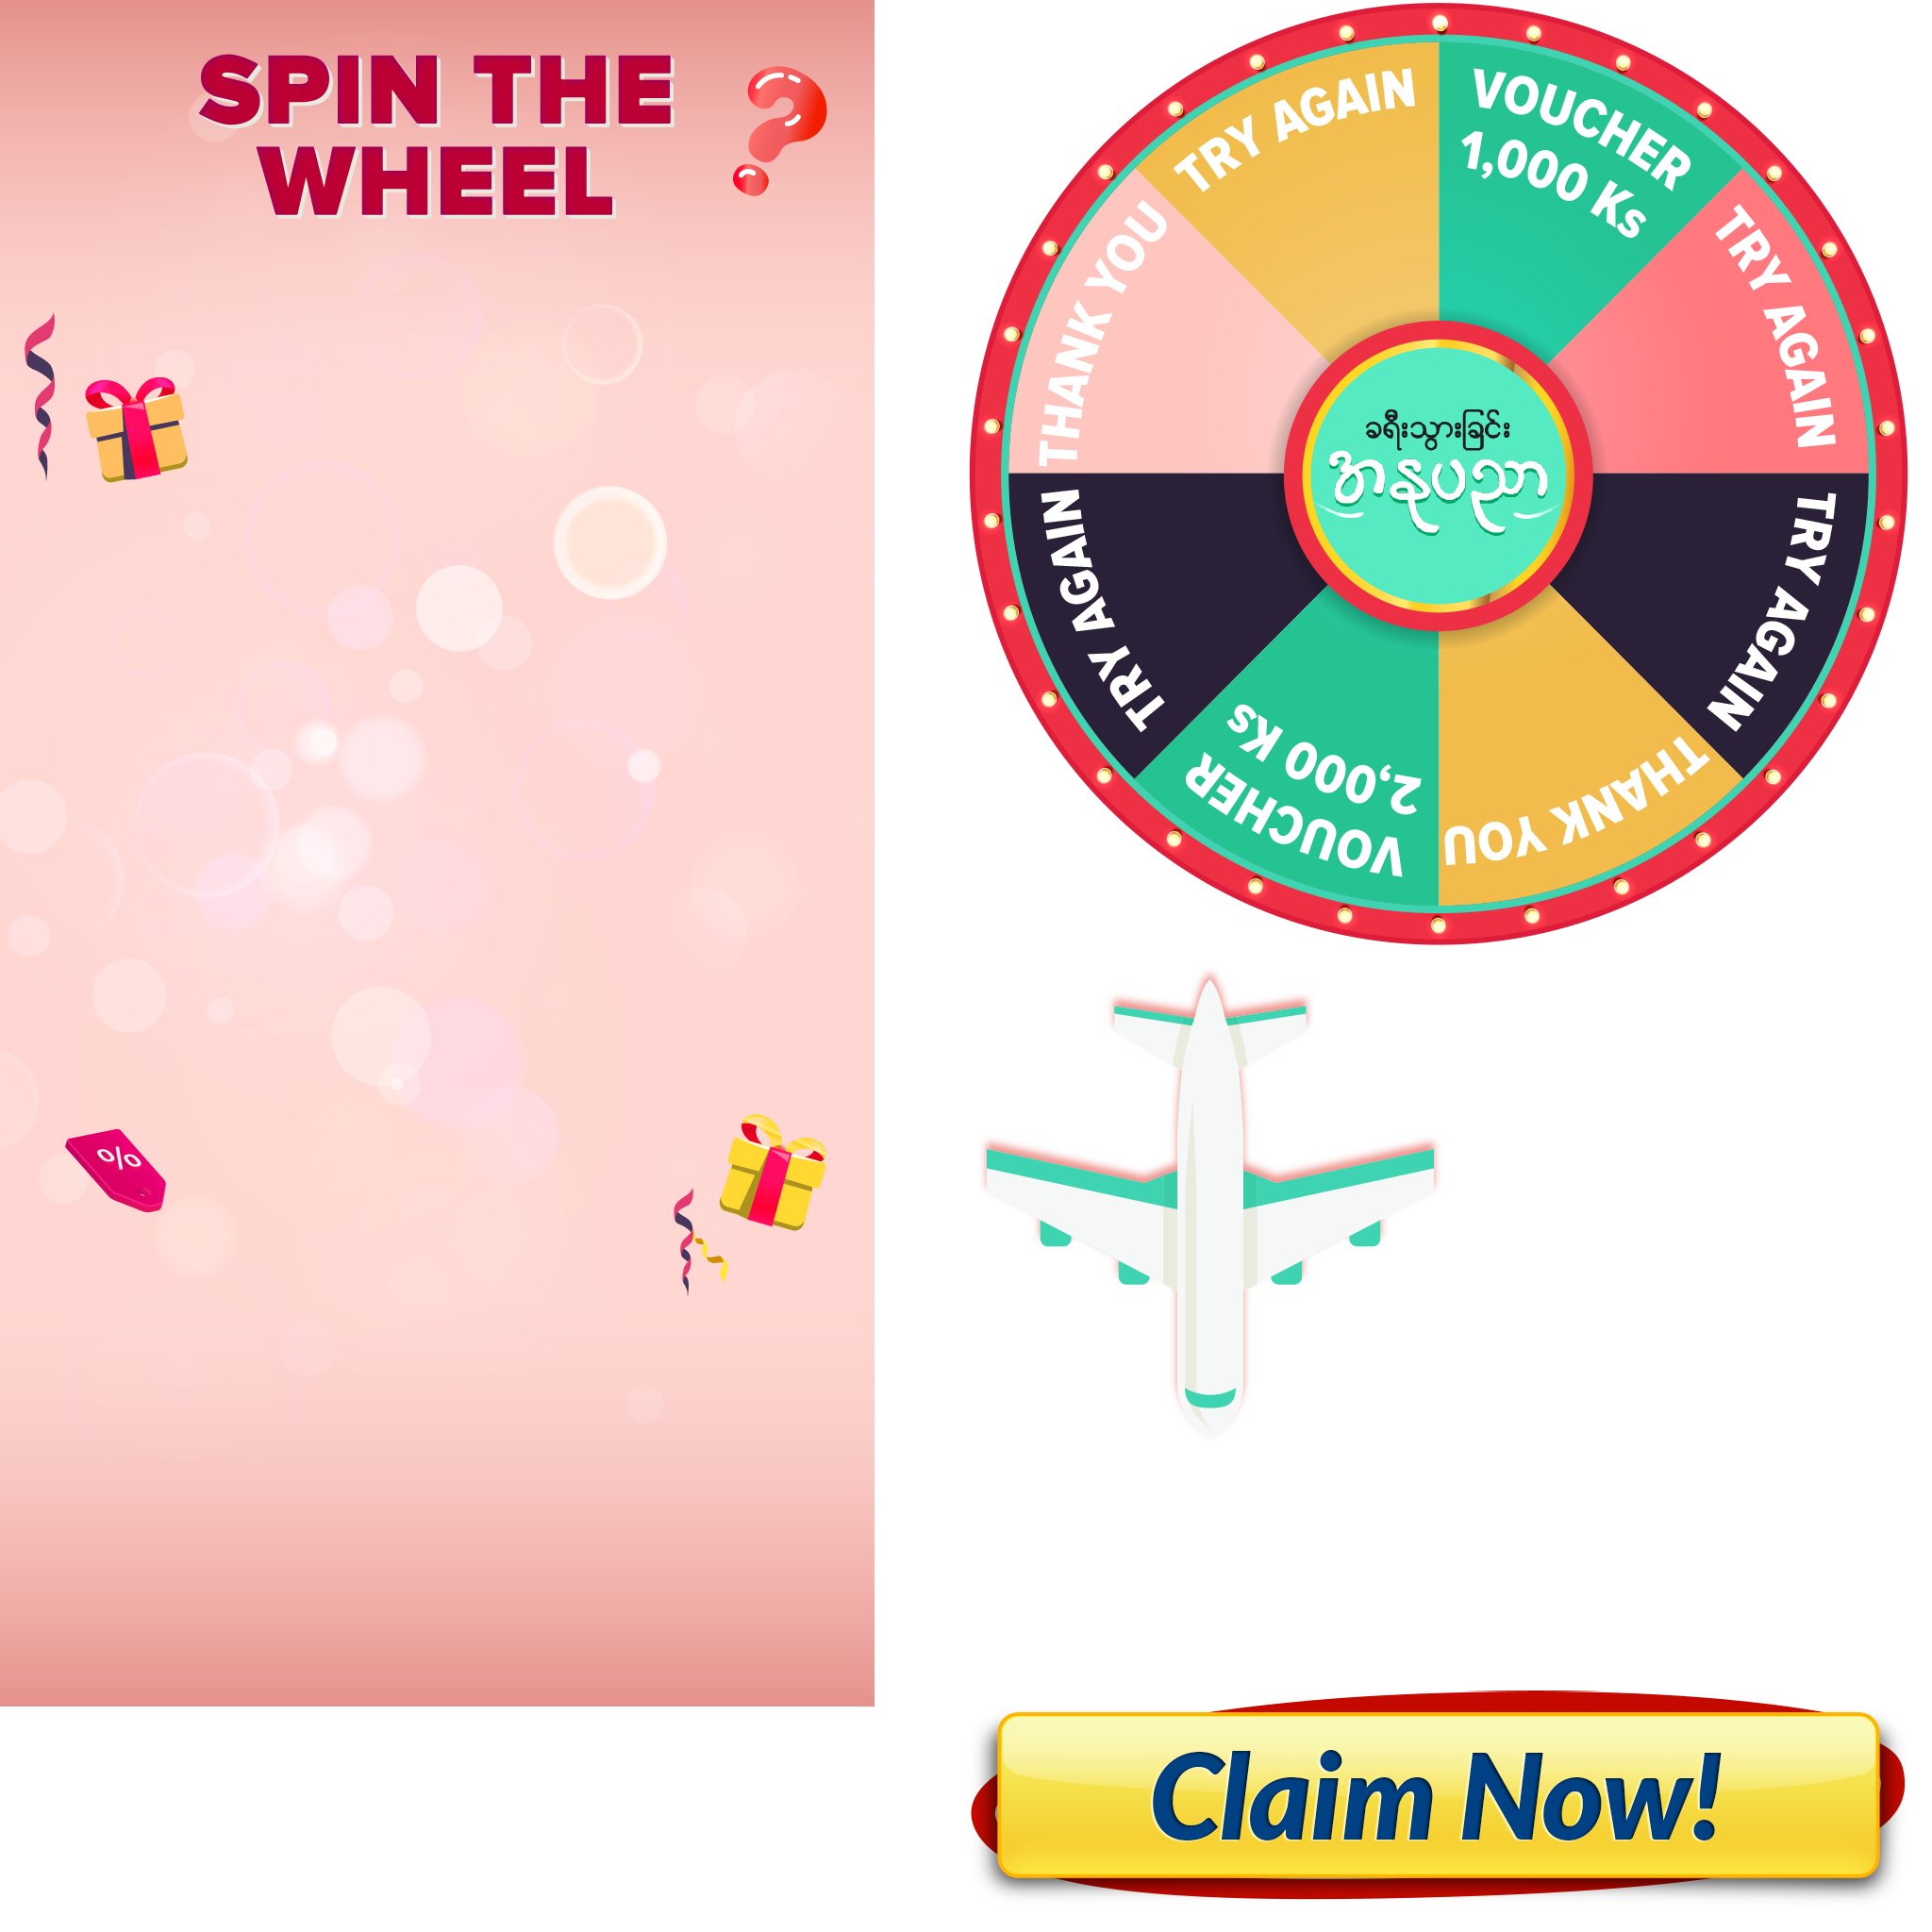 SPIN THE
WHEEL
?
TRY AGAIN
VOUCHER
1,000 Ks
TRY AGAIN
TRY AGAIN
THANK YOU
VOUCHER
2,000 Ks
TRY AGAIN
THANK YOU
ခရီးသွားခြင်း
အနုပညာ
%
Claim Now!